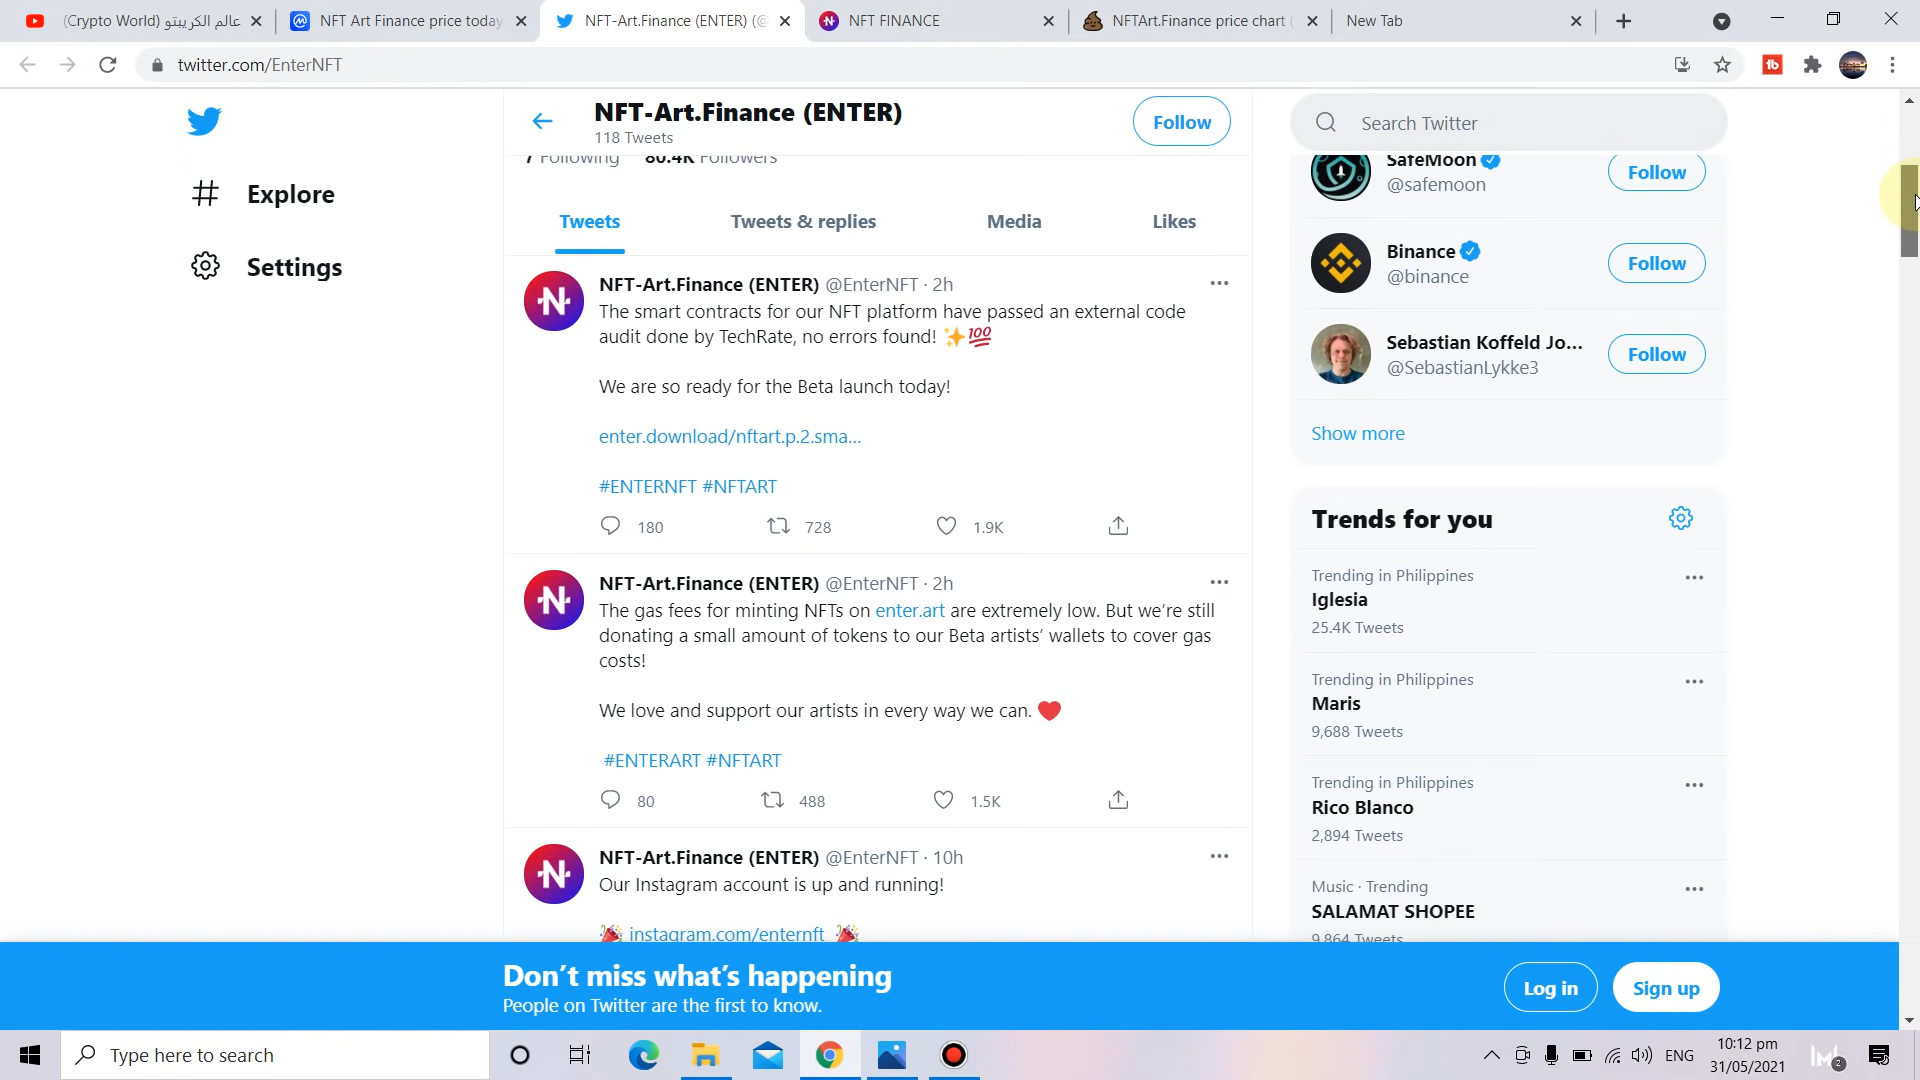 (Crypto World) عالم الكريبتو
NFT Art Finance price today
NFT-Art.Finance (ENTER) (@
NFT FINANCE
NFTArt.Finance price chart (
New Tab
twitter.com/EnterNFT
NFT-Art.Finance (ENTER)
118 Tweets
Follow
7 Following 80.4K Followers
Tweets
Tweets & replies
Media
Likes
NFT-Art.Finance (ENTER) @EnterNFT · 2h
The smart contracts for our NFT platform have passed an external code
audit done by TechRate, no errors found! ✨💯
We are so ready for the Beta launch today!
enter.download/nftart.p.2.sma...
#ENTERNFT #NFTART
180
728
1.9K
NFT-Art.Finance (ENTER) @EnterNFT · 2h
The gas fees for minting NFTs on enter.art are extremely low. But we're still
donating a small amount of tokens to our Beta artists' wallets to cover gas
costs!
We love and support our artists in every way we can. ❤️
#ENTERART #NFTART
80
488
1.5K
NFT-Art.Finance (ENTER) @EnterNFT · 10h
Our Instagram account is up and running!
🎉 instagram.com/enternft 🎉
Explore
Settings
Search Twitter
SafeMoon
@safemoon
Follow
Binance
@binance
Follow
Sebastian Koffeld Jo...
@SebastianLykke3
Follow
Show more
Trends for you
Trending in Philippines
Iglesia
25.4K Tweets
Trending in Philippines
Maris
9,688 Tweets
Trending in Philippines
Rico Blanco
2,894 Tweets
Music · Trending
SALAMAT SHOPEE
9,864 Tweets
Don't miss what's happening
People on Twitter are the first to know.
Log in
Sign up
Type here to search
ENG
10:12 pm
31/05/2021
2